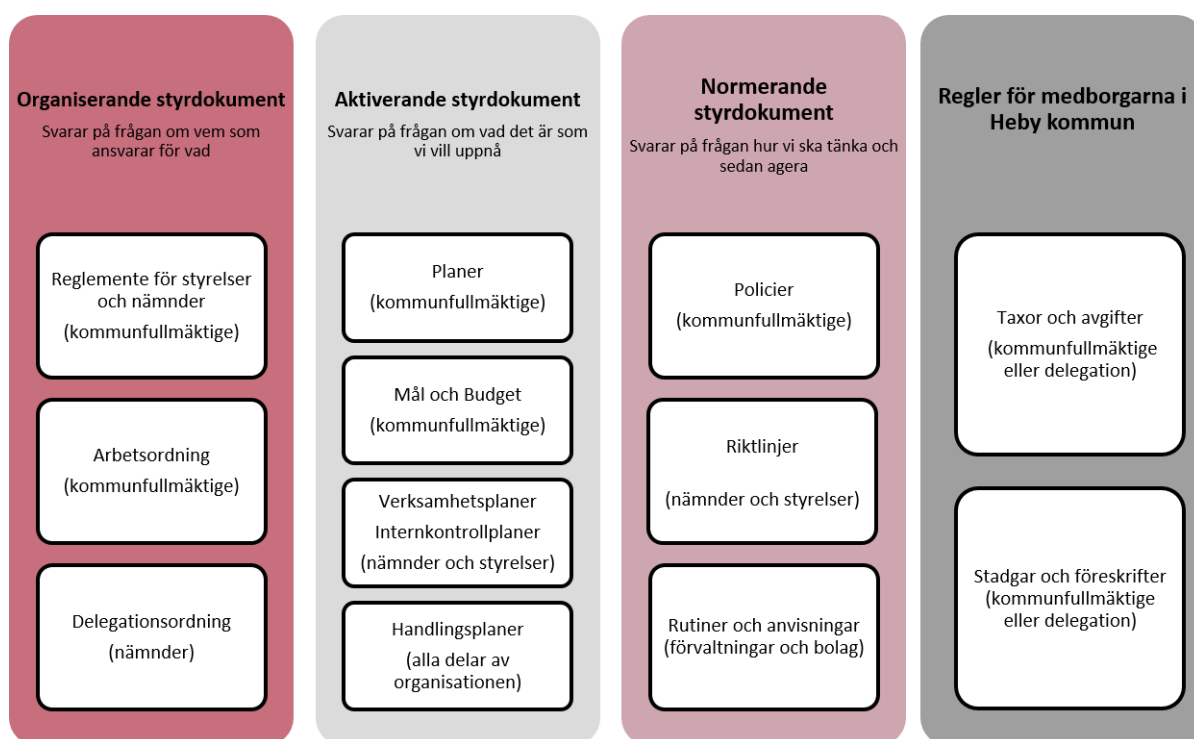 Organiserande styrdokument
Svarar på frågan om vem som
ansvarar för vad
Reglemente för styrelser
och nämnder
(kommunfullmäktige)
Arbetsordning
(kommunfullmäktige)
Delegationsordning
(nämnder)
Aktiverande styrdokument
Svarar på frågan om vad det är som
vi vill uppnå
Planer
(kommunfullmäktige)
Mål och Budget
(kommunfullmäktige)
Verksamhetsplaner
Internkontrollplaner
(nämnder och styrelser)
Handlingsplaner
(alla delar av
organisationen)
Normerande
styrdokument
Svarar på frågan hur vi ska tänka och
sedan agera
Policier
(kommunfullmäktige)
Riktlinjer
(nämnder och styrelser)
Rutiner och anvisningar
(förvaltningar och bolag)
Regler för medborgarna i
Heby kommun
Taxor och avgifter
(kommunfullmäktige
eller delegation)
Stadgar och föreskrifter
(kommunfullmäktige
eller delegation)